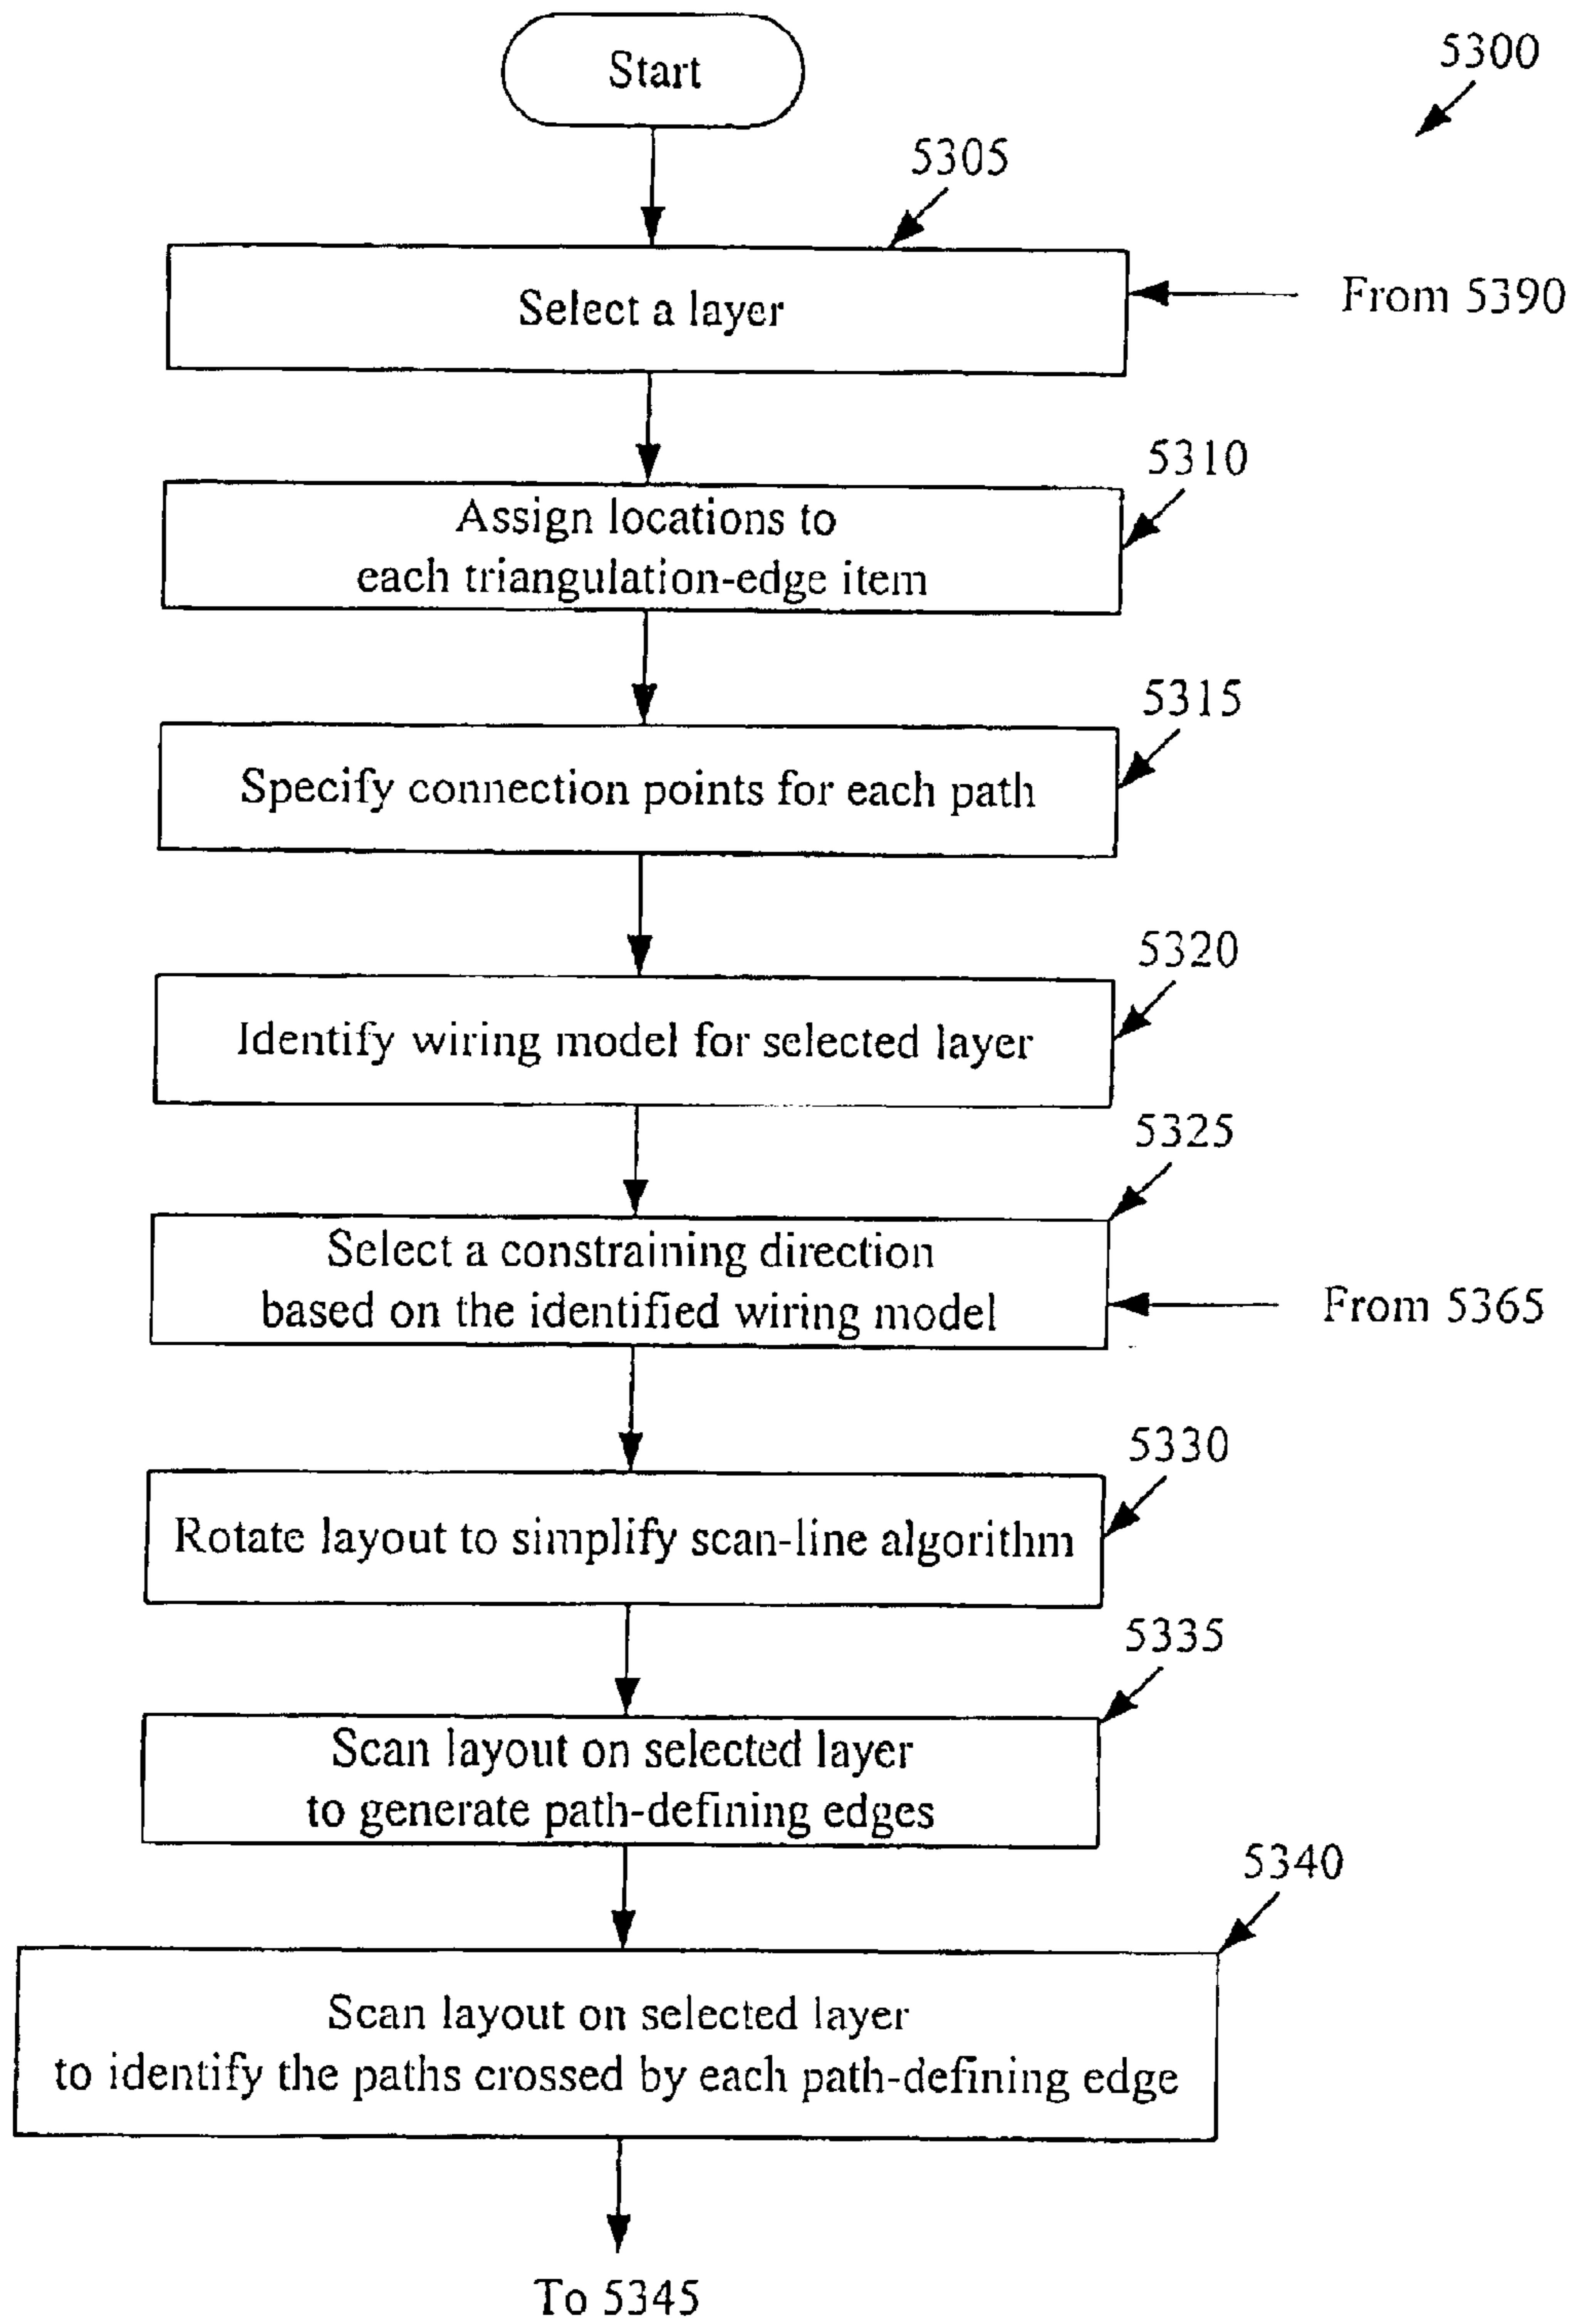 Start
5300
5305
Select a layer
From 5390
5310
Assign locations to
each triangulation-edge item
5315
Specify connection points for each path
5320
Identify wiring model for selected layer
5325
Select a constraining direction
based on the identified wiring model
From 5365
5330
Rotate layout to simplify scan-line algorithm
5335
Scan layout on selected layer
to generate path-defining edges
5340
Scan layout on selected layer
to identify the paths crossed by each path-defining edge
To 5345